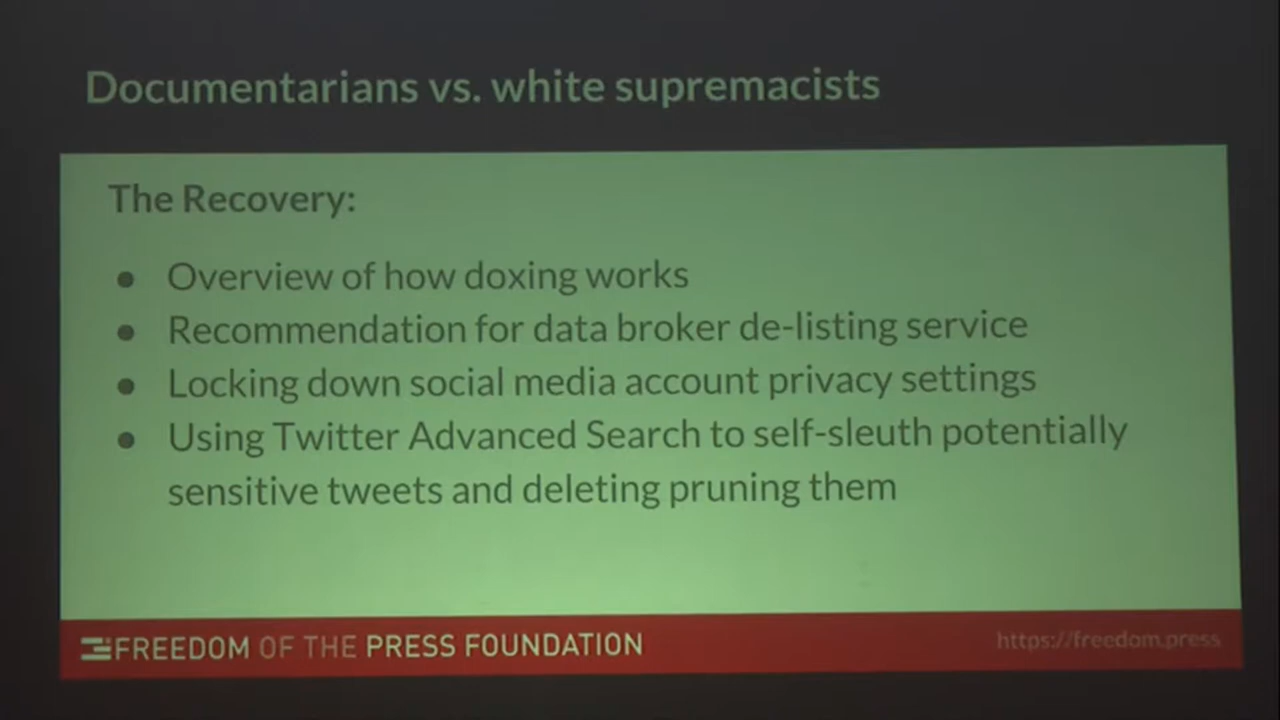 Documentarians vs. white supremacists
The Recovery:
● Overview of how doxing works
● Recommendation for data broker de-listing service
● Locking down social media account privacy settings
● Using Twitter Advanced Search to self-sleuth potentially
sensitive tweets and deleting pruning them
FREEDOM OF THE PRESS FOUNDATION
https://freedom.press